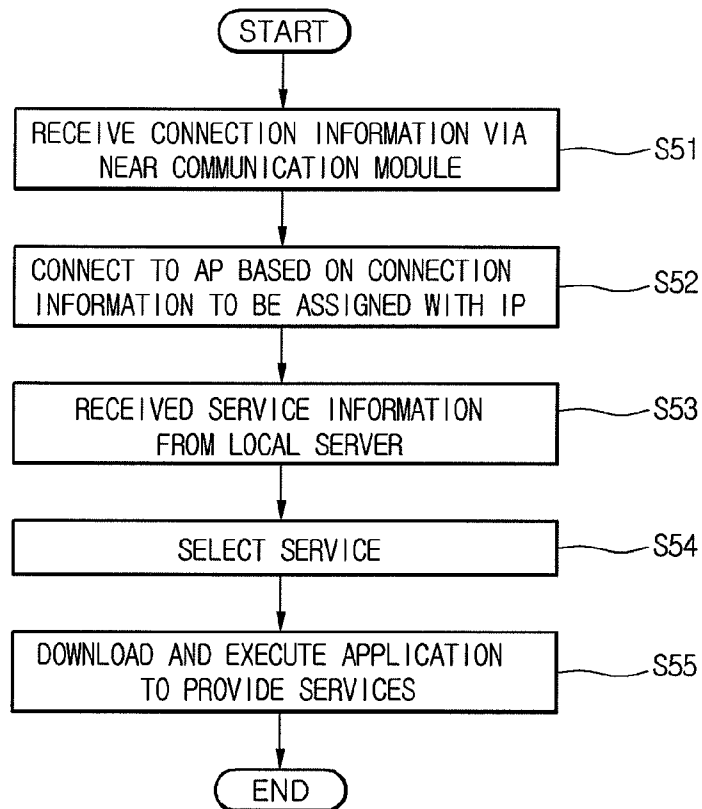 START
RECEIVE CONNECTION INFORMATION VIA
NEAR COMMUNICATION MODULE
S51
CONNECT TO AP BASED ON CONNECTION
INFORMATION TO BE ASSIGNED WITH IP
S52
RECEIVED SERVICE INFORMATION
FROM LOCAL SERVER
S53
SELECT SERVICE
S54
DOWNLOAD AND EXECUTE APPLICATION
TO PROVIDE SERVICES
S55
END